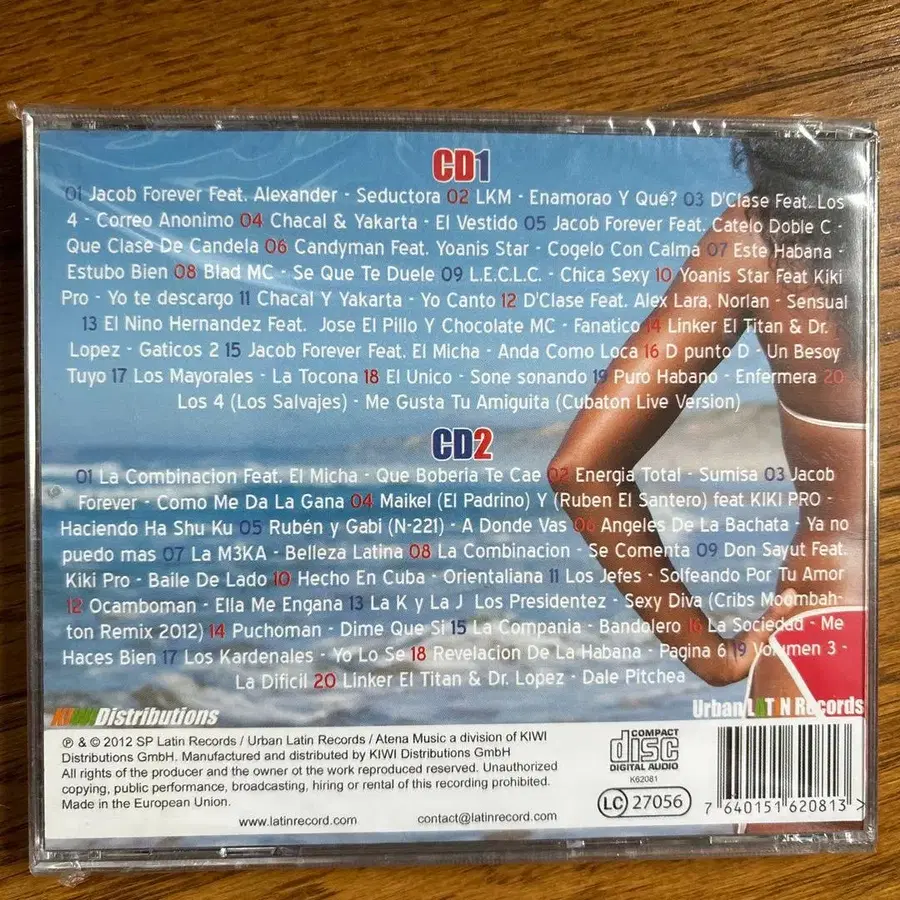 CD1
01 Jacob Forever Feat. Alexander - Seductora 02 LKM - Enamorao Y Qué? 03 D'Clase Feat. Los
4 - Correo Anonimo 04 Chacal & Yakarta - El Vestido 05 Jacob Forever Feat. Catelo Doble C -
Que Clase De Candela 06 Candyman Feat. Yoanis Star - Cogelo Con Calma 07 Este Habana -
Estubo Bien 08 Blad MC - Se Que Te Duele 09 L.E.C.L.C. - Chica Sexy 10 Yoanis Star Feat Kiki
Pro - Yo te descargo 11 Chacal Y Yakarta - Yo Canto 12 D'Clase Feat. Alex Lara, Norlan - Sensual
13 El Nino Hernandez Feat. Jose El Pillo Y Chocolate MC - Fanatico 14 Linker El Titan & Dr.
Lopez - Gaticos 2 15 Jacob Forever Feat. El Micha - Anda Como Loca 16 D punto D - Un Besoy
Tuyo 17 Los Mayorales - La Tocona 18 El Unico - Sone sonando 19 Puro Habano - Enfermera 20
Los 4 (Los Salvajes) - Me Gusta Tu Amiguita (Cubaton Live Version)
CD2
01 La Combinacion Feat. El Micha - Que Boberia Te Cae 02 Energia Total - Sumisa 03 Jacob
Forever - Como Me Da La Gana 04 Maikel (El Padrino) Y (Ruben El Santero) feat KIKI PRO -
Haciendo Ha Shu Ku 05 Rubén y Gabi (N-221) - A Donde Vas 06 Angeles De La Bachata - Ya no
puedo mas 07 La M3KA - Belleza Latina 08 La Combinacion - Se Comenta 09 Don Sayut Feat.
Kiki Pro - Baile De Lado 10 Hecho En Cuba - Orientaliana 11 Los Jefes - Solfeando Por Tu Amor
12 Ocamboman - Ella Me Engana 13 La K y La J Los Presidentez - Sexy Diva (Cribs Moombah-
ton Remix 2012) 14 Puchoman - Dime Que Si 15 La Compania - Bandolero 16 La Sociedad - Me
Haces Bien 17 Los Kardenales - Yo Lo Se 18 Revelacion De La Habana - Pagina 6 19 Volumen 3 -
La Dificil 20 Linker El Titan & Dr. Lopez - Dale Pitchea
KIWI Distributions
Urban LATIN Records
℗ & © 2012 SP Latin Records / Urban Latin Records / Atena Music a division of KIWI
Distributions GmbH. Manufactured and distributed by KIWI Distributions GmbH
All rights of the producer and the owner ot the work reproduced reserved. Unauthorized
copying, public performance, broadcasting, hiring or rental of this recording prohibited.
Made in the European Union.
www.latinrecord.com contact@latinrecord.com
COMPACT
disc
DIGITAL AUDIO
K62081
LC 27056
7 640151 620813 >